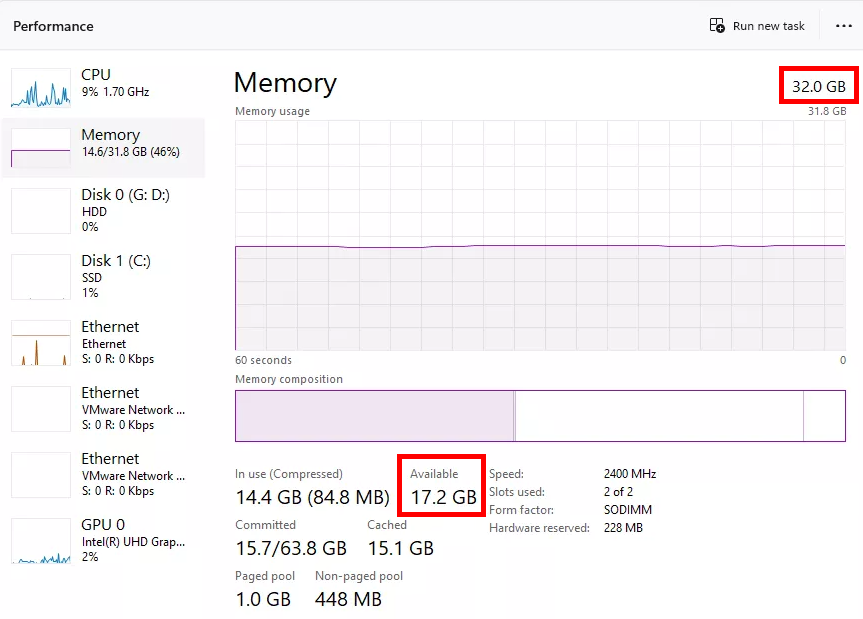 Performance
Run new task
CPU
9% 1.70 GHz
Memory
14.6/31.8 GB (46%)
Disk 0 (G: D:)
HDD
0%
Disk 1 (C:)
SSD
1%
Ethernet
Ethernet
S: 0 R: 0 Kbps
Ethernet
VMware Network ...
S: 0 R: 0 Kbps
Ethernet
VMware Network ...
S: 0 R: 0 Kbps
GPU 0
Intel(R) UHD Grap...
2%
Memory
32.0 GB
Memory usage
31.8 GB
60 seconds
0
Memory composition
In use (Compressed)
14.4 GB (84.8 MB)
Available
17.2 GB
Committed
15.7/63.8 GB
Cached
15.1 GB
Paged pool
1.0 GB
Non-paged pool
448 MB
Speed: 2400 MHz
Slots used: 2 of 2
Form factor: SODIMM
Hardware reserved: 228 MB